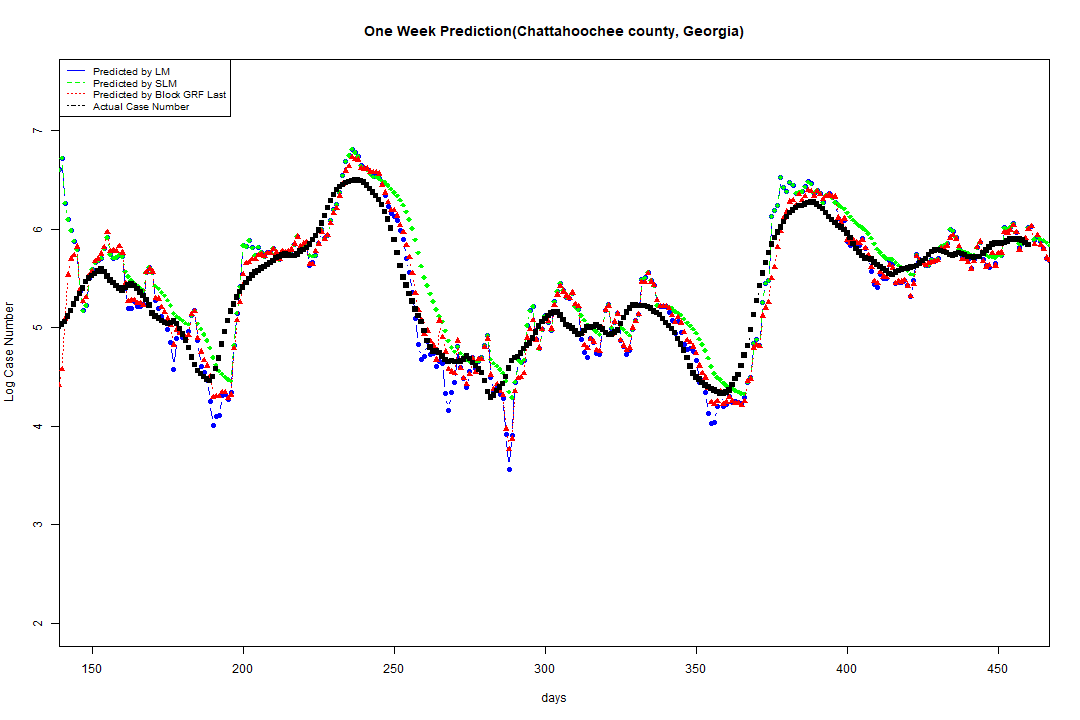 One Week Prediction(Chattahoochee county, Georgia)
Predicted by LM
Predicted by SLM
Predicted by Block GRF Last
Actual Case Number
7
6
5
4
3
2
Log Case Number
150 200 250 300 350 400 450
days